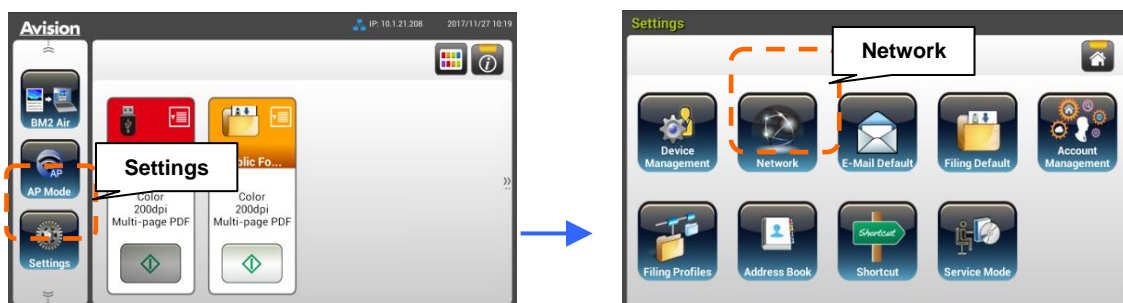 Avision
IP: 10.1.21.208
2017/11/27 10:19
BM2 Air
AP
AP Mode
Settings
Settings
blic Fo...
Color
200dpi
Multi-page PDF
Color
200dpi
Multi-page PDF
Settings
Network
Device
Management
Network
E-Mail Default
Filing Default
Account
Management
Filing Profiles
Address Book
Shortcut
Shortcut
Service Mode